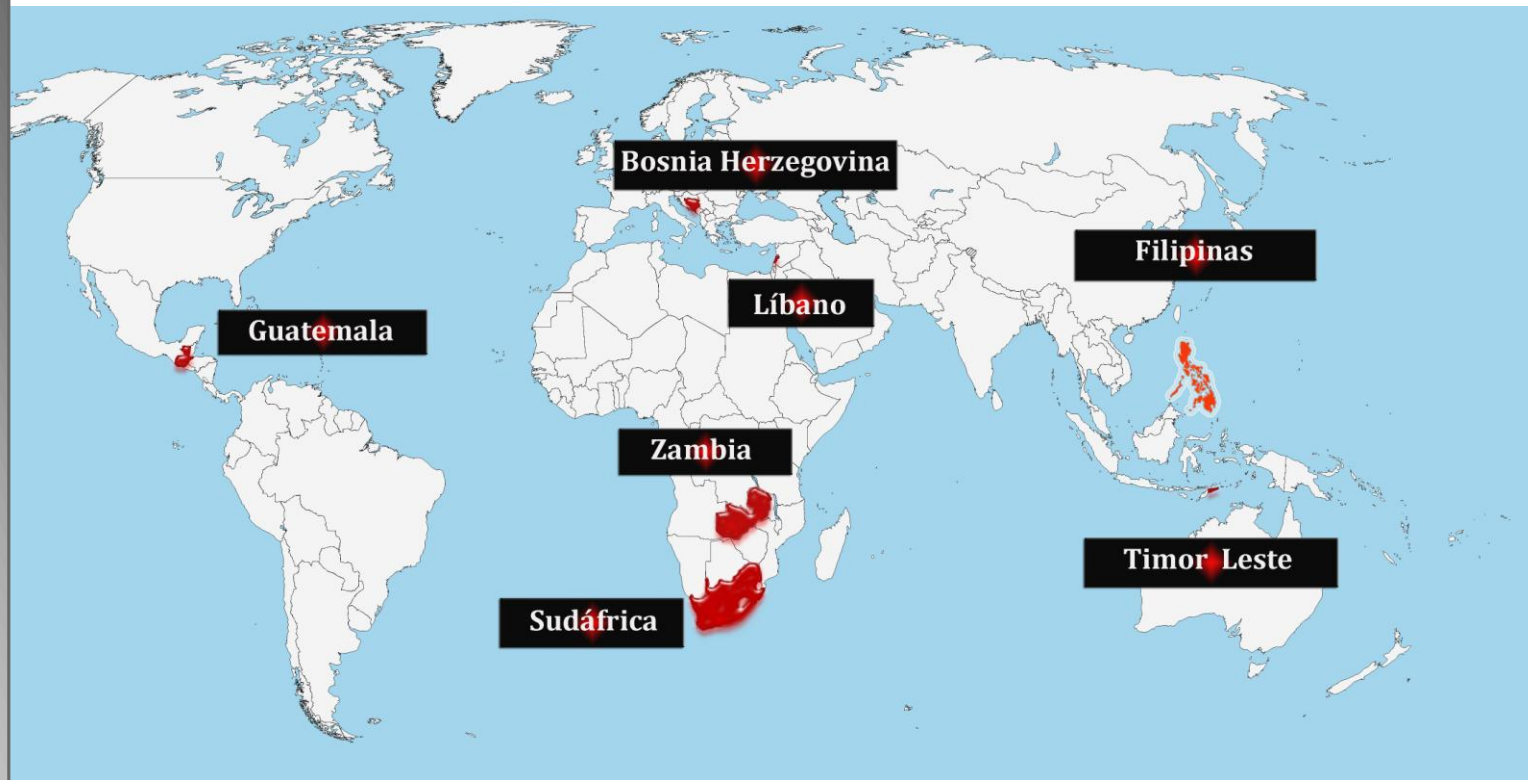 Bosnia Herzegovina
Filipinas
Líbano
Guatemala
Zambia
Timor Leste
Sudáfrica